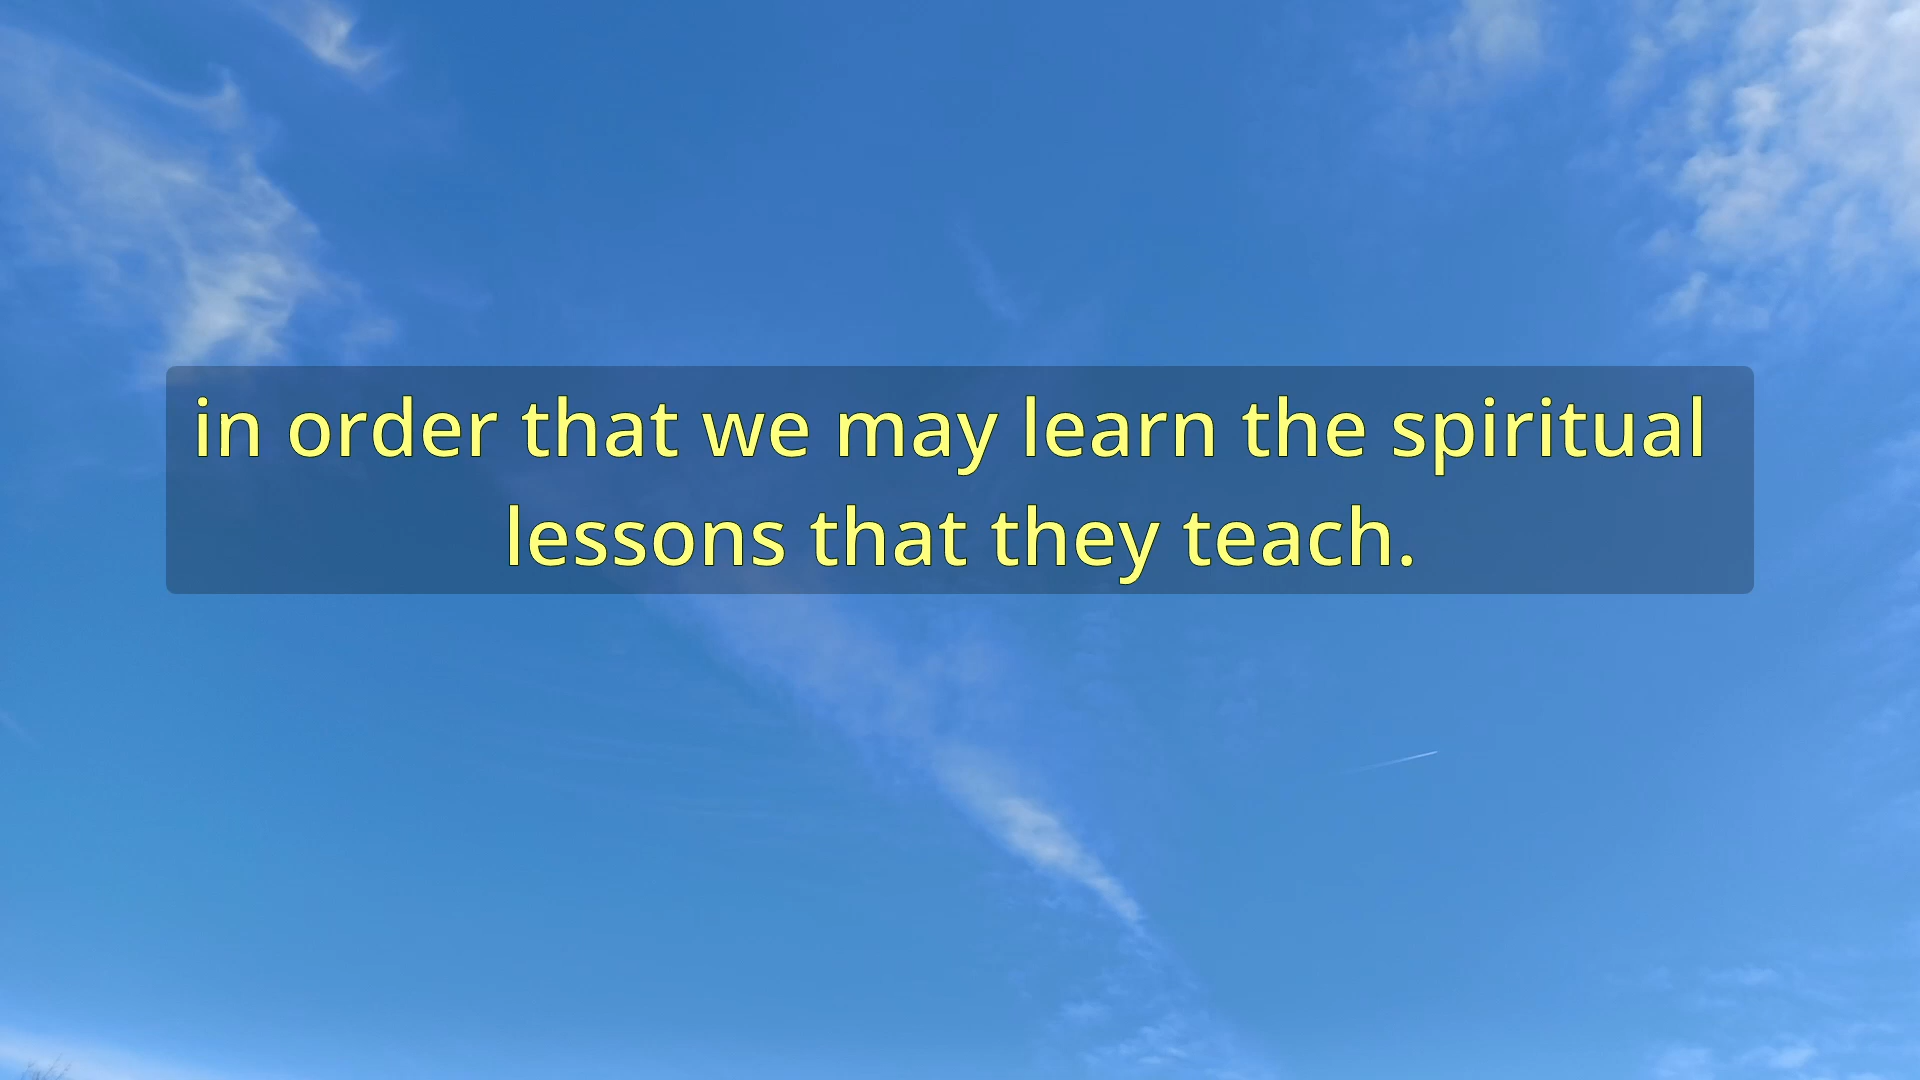 in order that we may learn the spiritual
lessons that they teach.